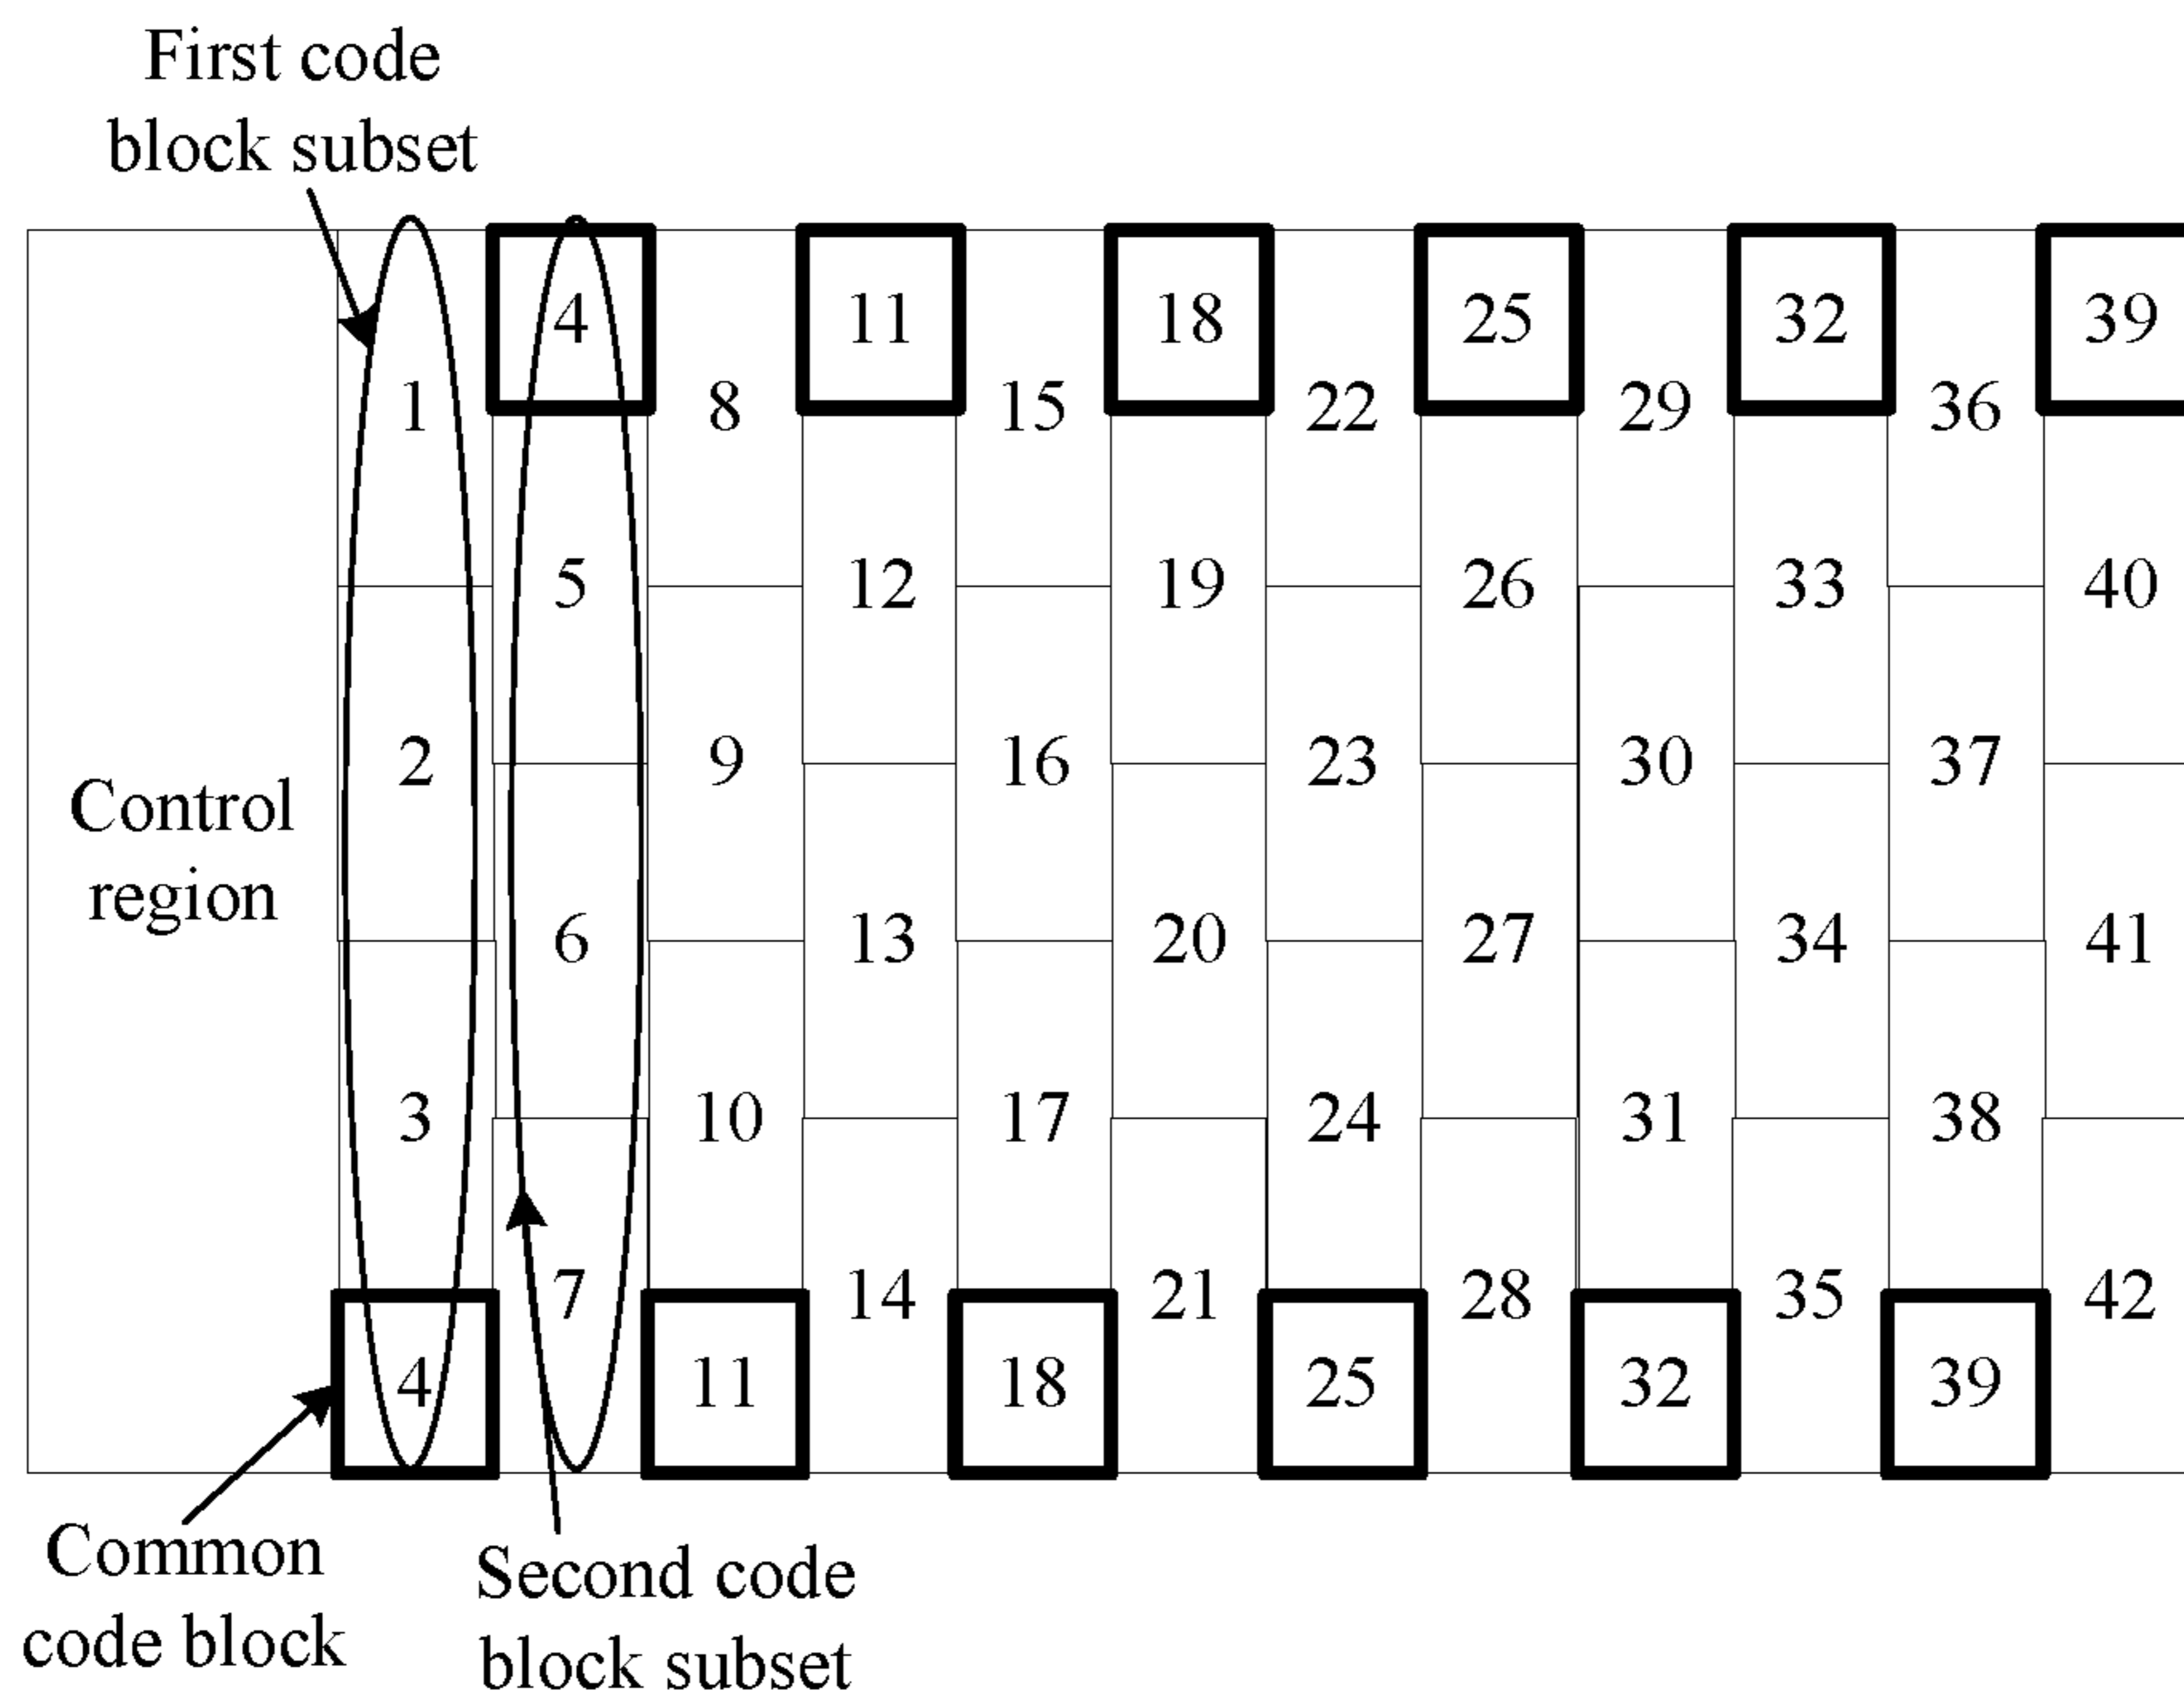 First code
block subset
4 11 18 25 32 39
1 8 15 22 29 36
5 12 19 26 33 40
2 9 16 23 30 37
Control
region
6 13 20 27 34 41
3 10 17 24 31 38
7 14 21 28 35 42
4 11 18 25 32 39
Common
code block
Second code
block subset